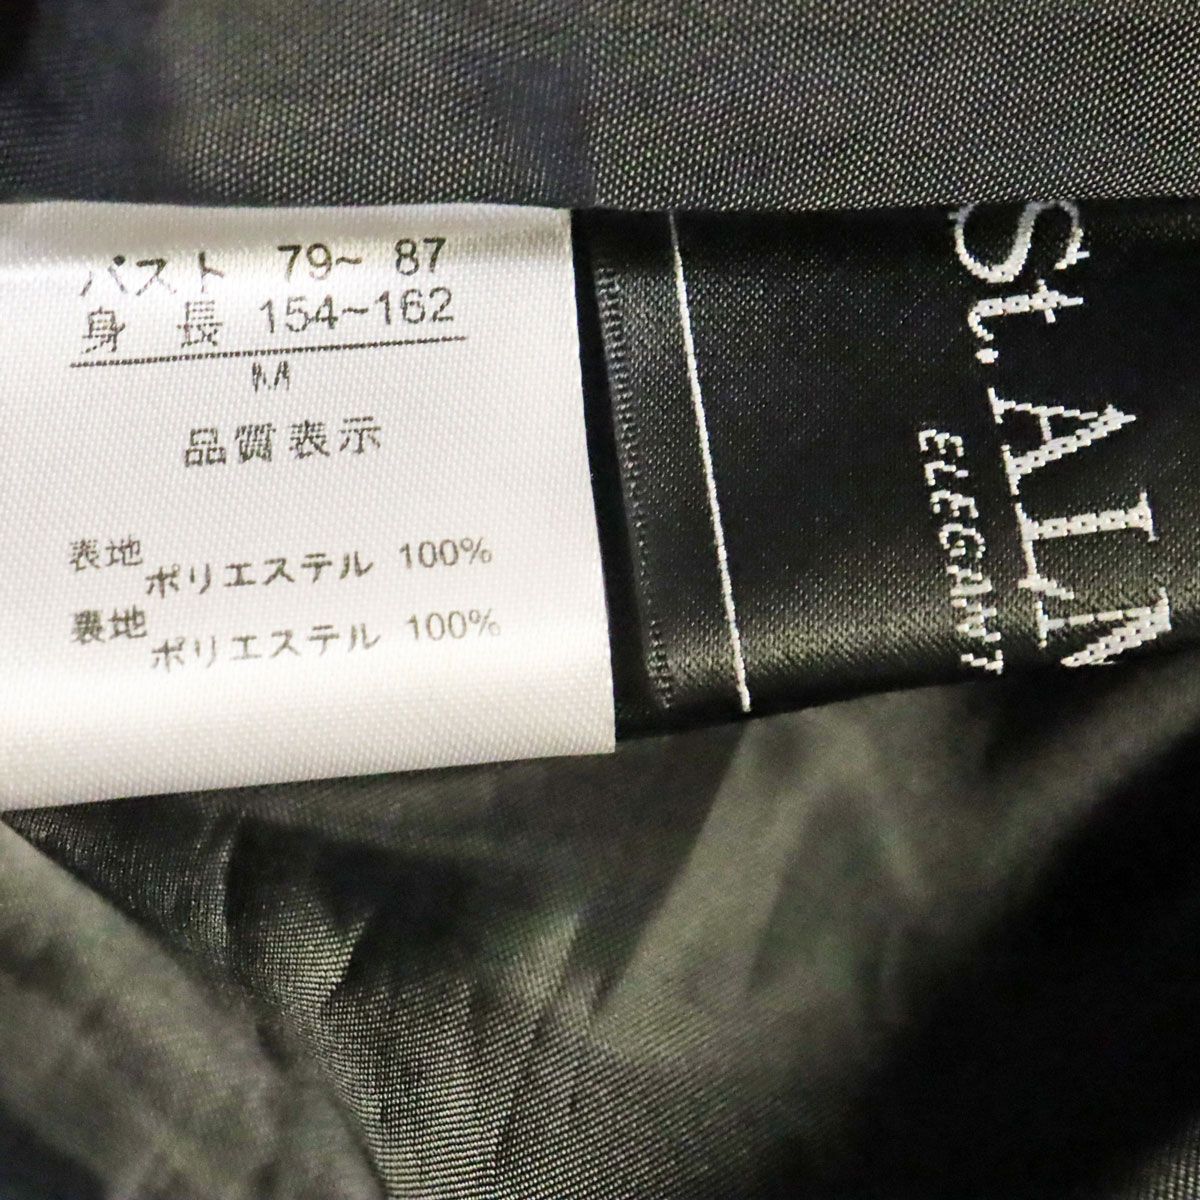 バスト 79~ 87
身 長 154~162
品質表示
表地
ポリエステル 100%
裏地
ポリエステル 100%
St.AL